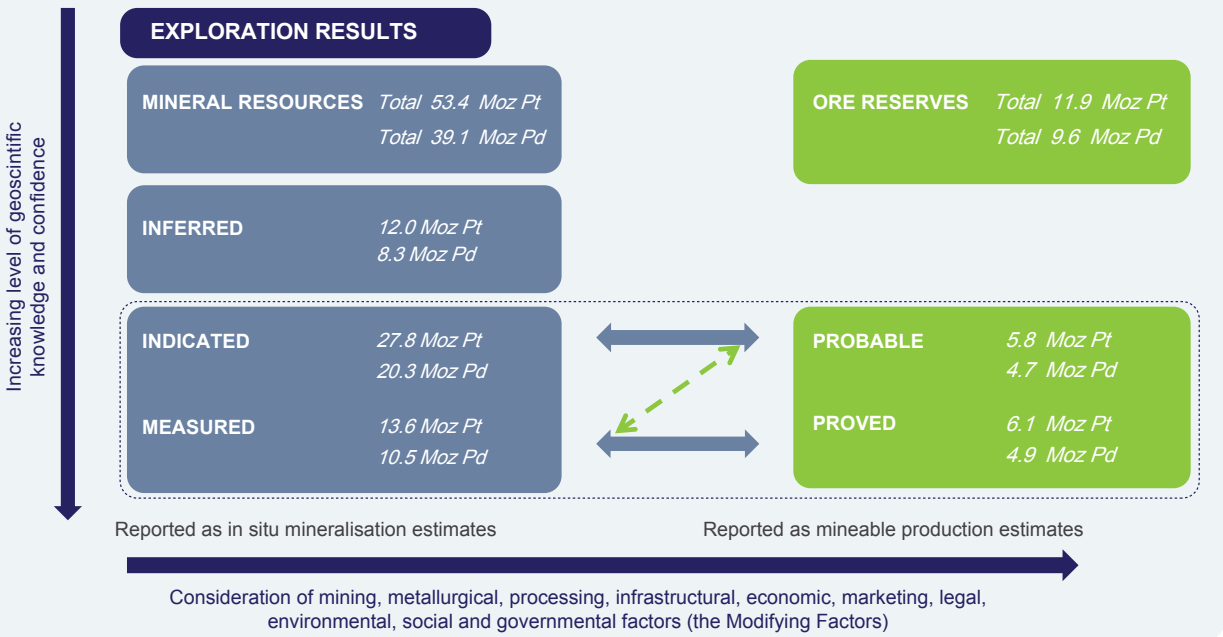 EXPLORATION RESULTS
MINERAL RESOURCES Total 53.4 Moz Pt
Total 39.1 Moz Pd
ORE RESERVES Total 11.9 Moz Pt
Total 9.6 Moz Pd
Increasing level of geoscintific
knowledge and confidence
INFERRED 12.0 Moz Pt
8.3 Moz Pd
INDICATED 27.8 Moz Pt
20.3 Moz Pd
MEASURED 13.6 Moz Pt
10.5 Moz Pd
PROBABLE 5.8 Moz Pt
4.7 Moz Pd
PROVED 6.1 Moz Pt
4.9 Moz Pd
Reported as in situ mineralisation estimates
Reported as mineable production estimates
Consideration of mining, metallurgical, processing, infrastructural, economic, marketing, legal,
environmental, social and governmental factors (the Modifying Factors)